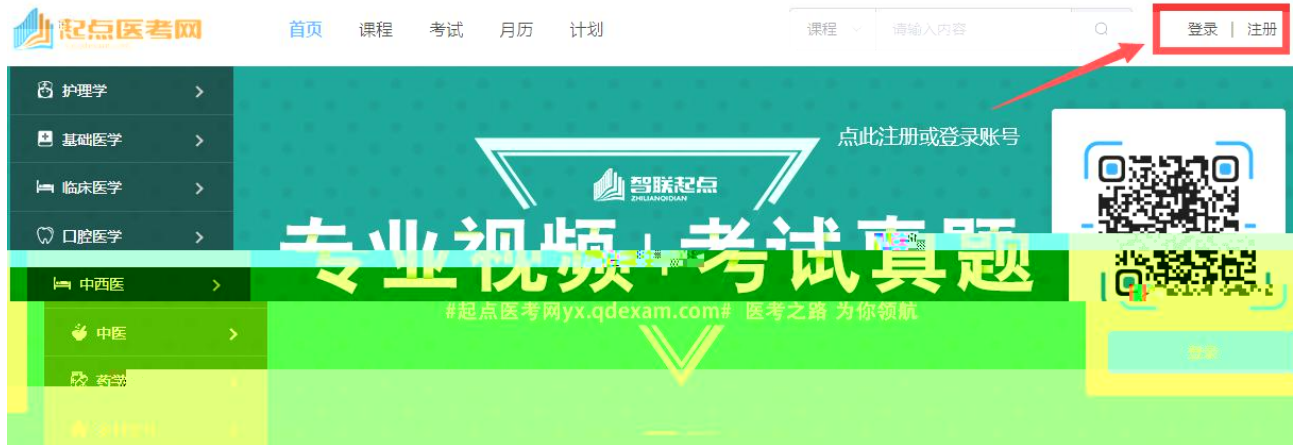 起点医考网 首页 课程 考试 月历 计划 课程 请输入内容 登录 | 注册
护理学
基础医学
临床医学
口腔医学
中西医
中医
药学
点此注册或登录账号
智联起点
ZHILIANQIDIAN
专业视频+考试真题
#起点医考网yx.qdexam.com# 医考之路 为你领航
登录